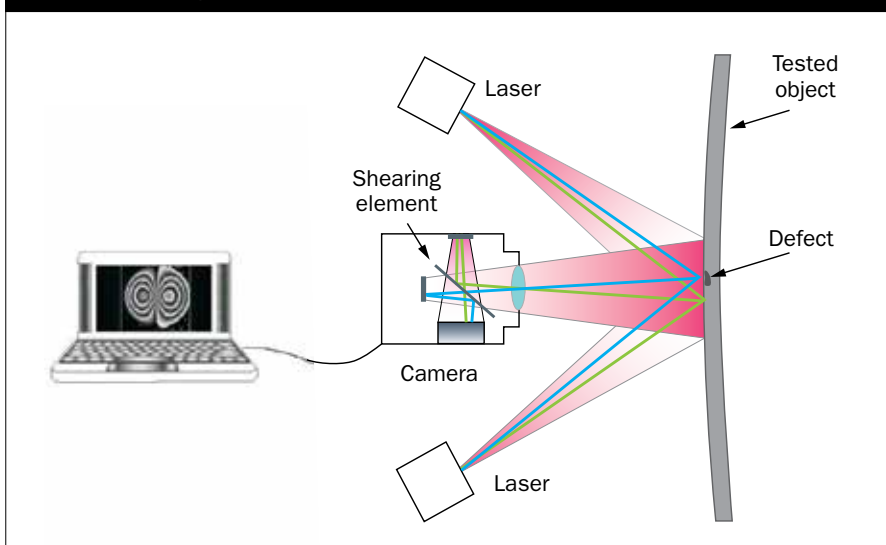 Laser
Tested
object
Shearing
element
Defect
Camera
Laser